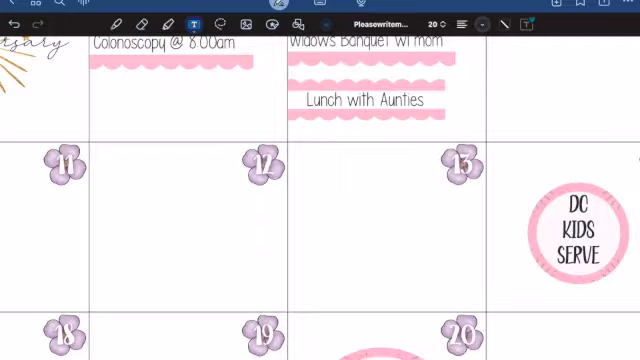 Pleasewritem...
20
Colonoscopy @ 8:00am
Widows Banquet w/ mom
Lunch with Aunties
11
12
13
DC
KIDS
SERVE
18
19
20